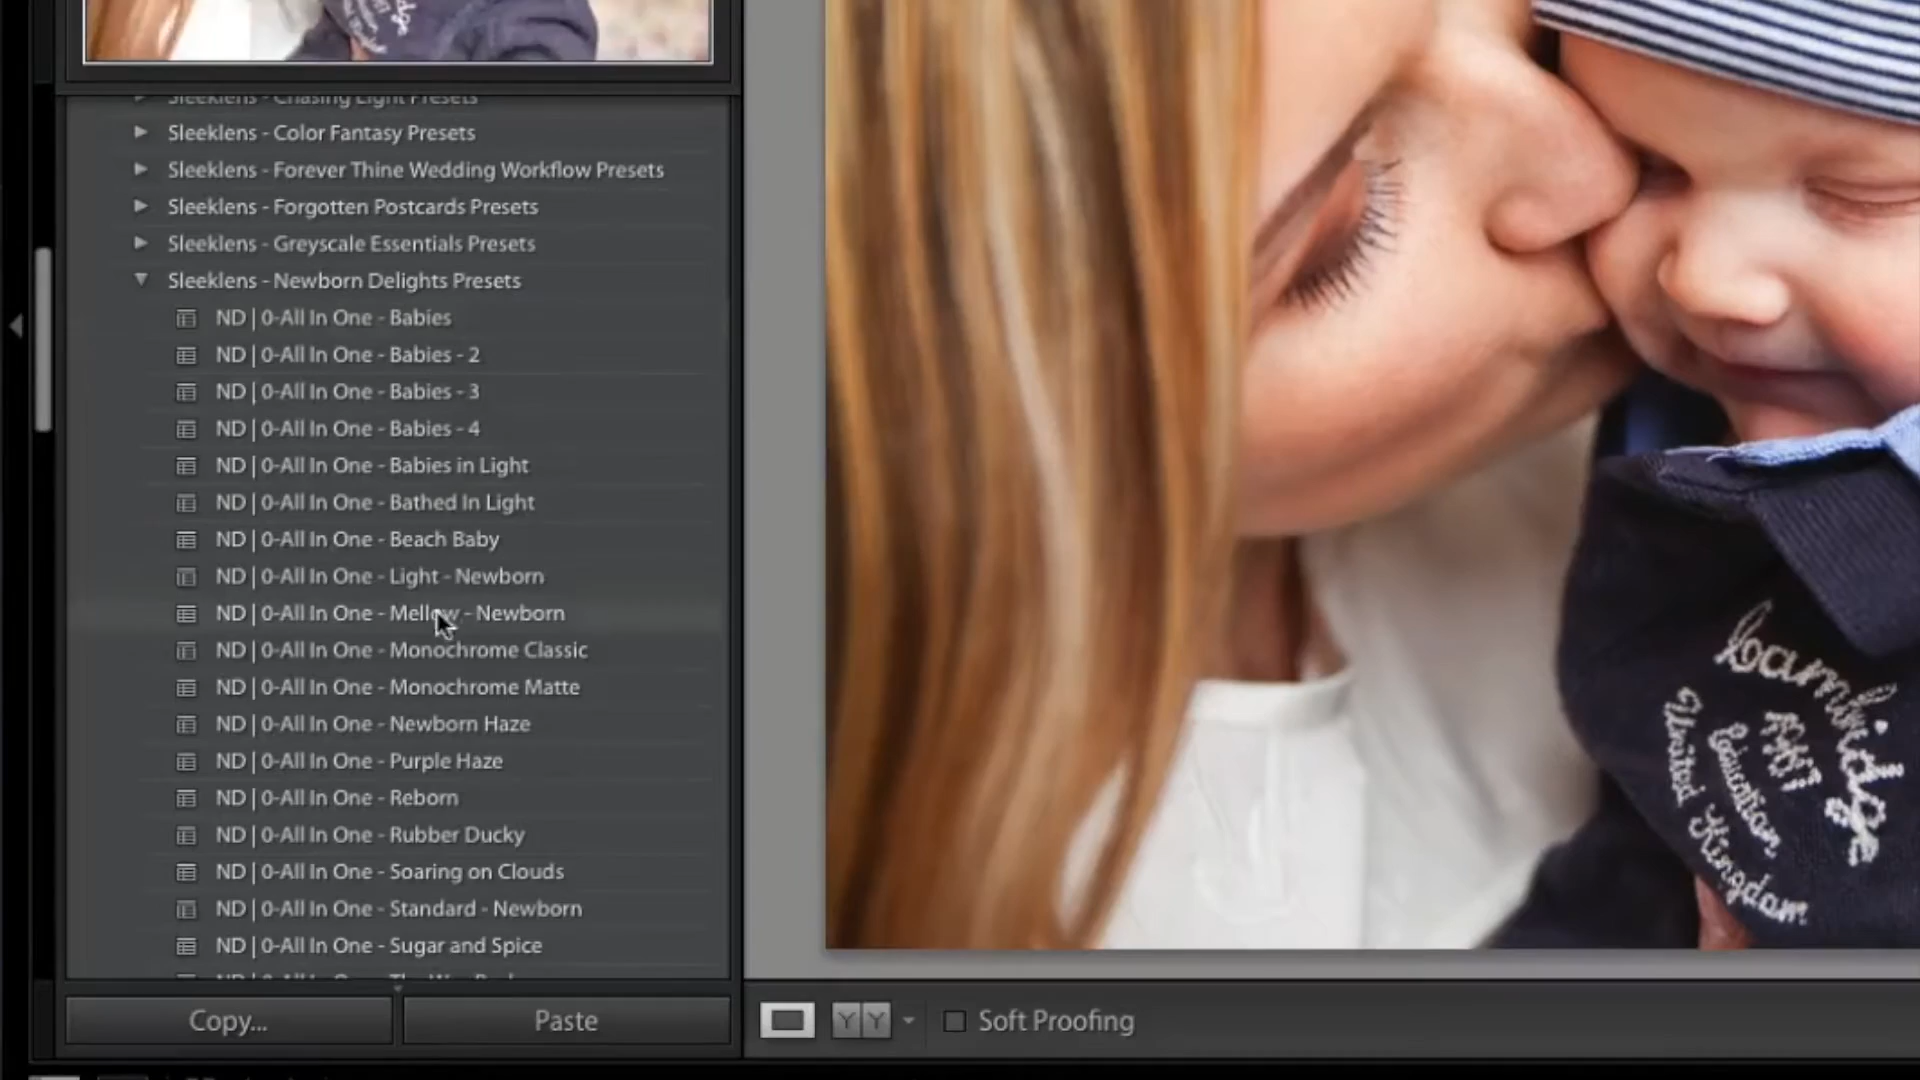 Sleeklens - Chasing Light Presets
Sleeklens - Color Fantasy Presets
Sleeklens - Forever Thine Wedding Workflow Presets
Sleeklens - Forgotten Postcards Presets
Sleeklens - Greyscale Essentials Presets
Sleeklens - Newborn Delights Presets
ND | 0-All In One - Babies
ND | 0-All In One - Babies - 2
ND | 0-All In One - Babies - 3
ND | 0-All In One - Babies - 4
ND | 0-All In One - Babies in Light
ND | 0-All In One - Bathed In Light
ND | 0-All In One - Beach Baby
ND | 0-All In One - Light - Newborn
ND | 0-All In One - Mellow - Newborn
ND | 0-All In One - Monochrome Classic
ND | 0-All In One - Monochrome Matte
ND | 0-All In One - Newborn Haze
ND | 0-All In One - Purple Haze
ND | 0-All In One - Reborn
ND | 0-All In One - Rubber Ducky
ND | 0-All In One - Soaring on Clouds
ND | 0-All In One - Standard - Newborn
ND | 0-All In One - Sugar and Spice
Copy...
Paste
YY
Soft Proofing
1967
United Kingdom